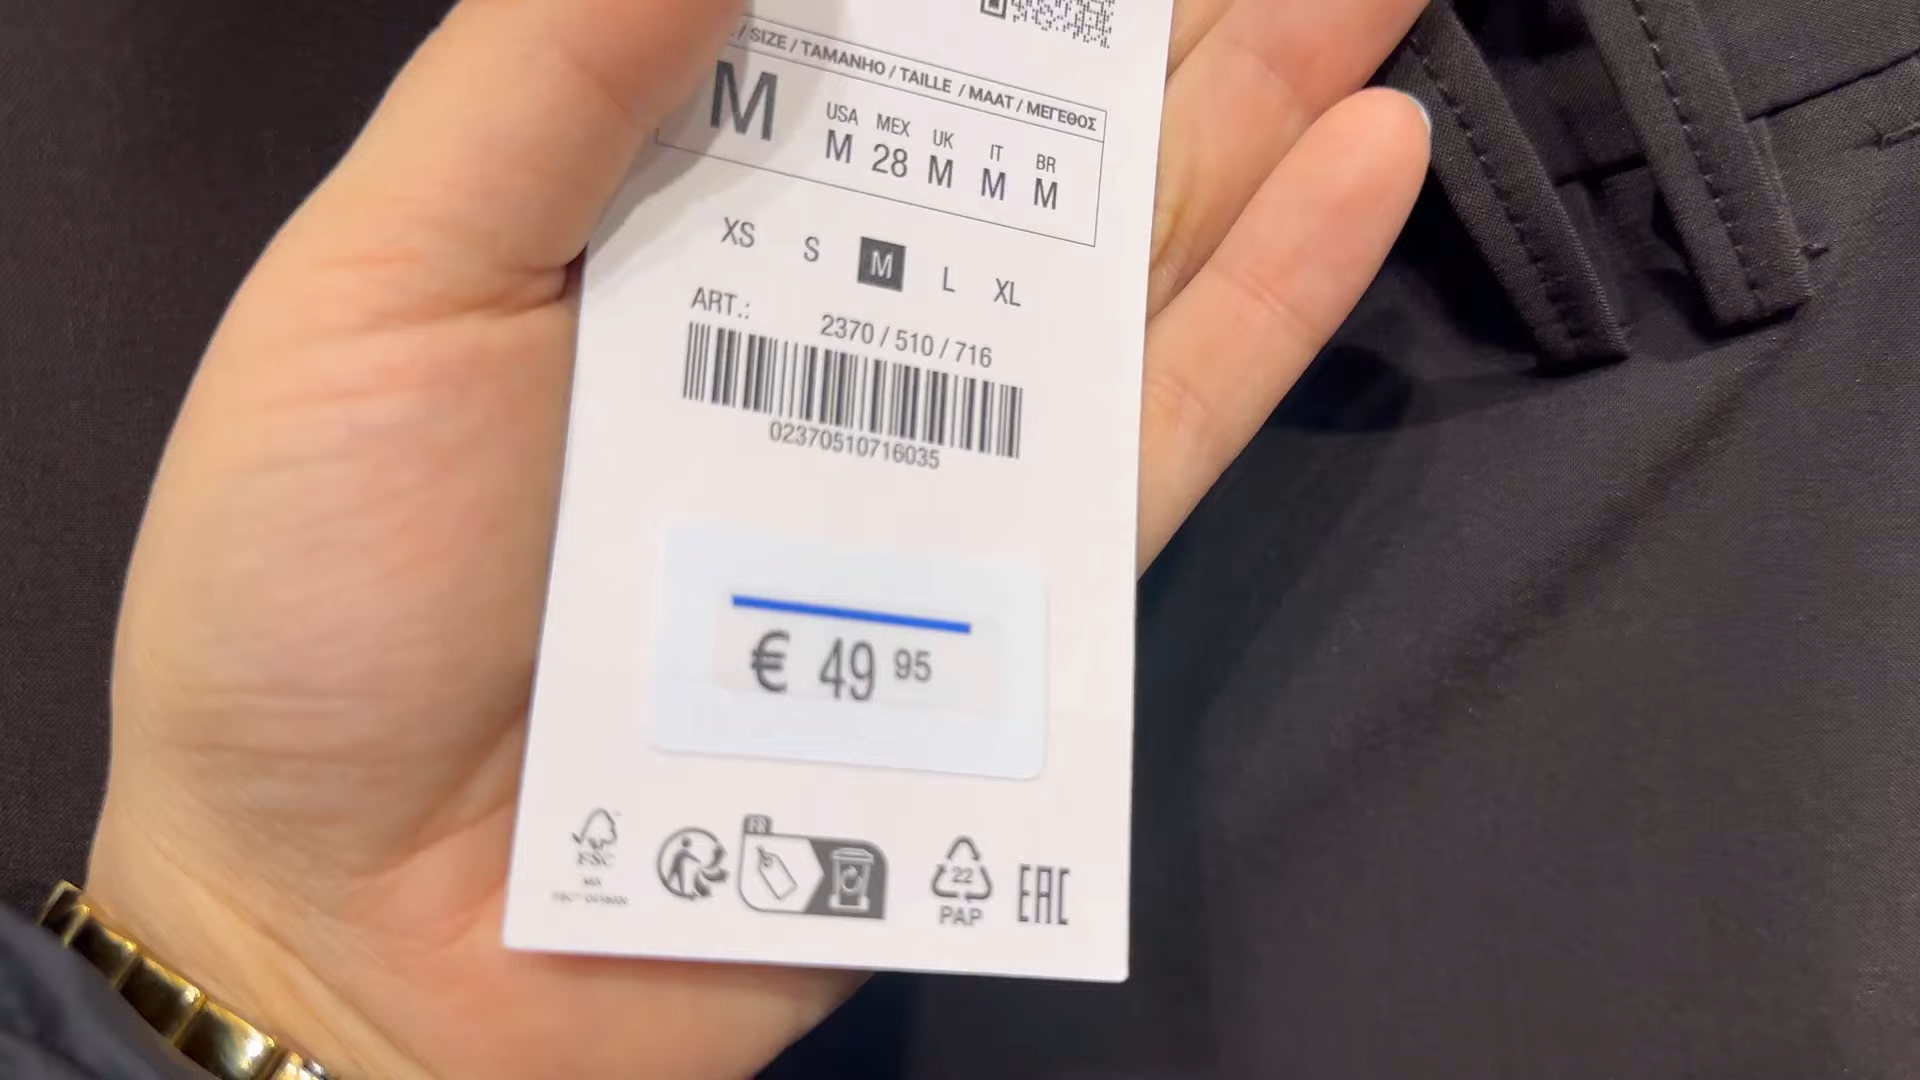 / SIZE / TAMANHO / TAILLE / MAAT / ΜΕΓΕΘΟΣ
M
USA MEX UK IT BR
M 28 M M M
XS S M L XL
ART.: 2370 / 510 / 716
02370510716035
€ 49 95
FSC
FR
22
PAP
EAC